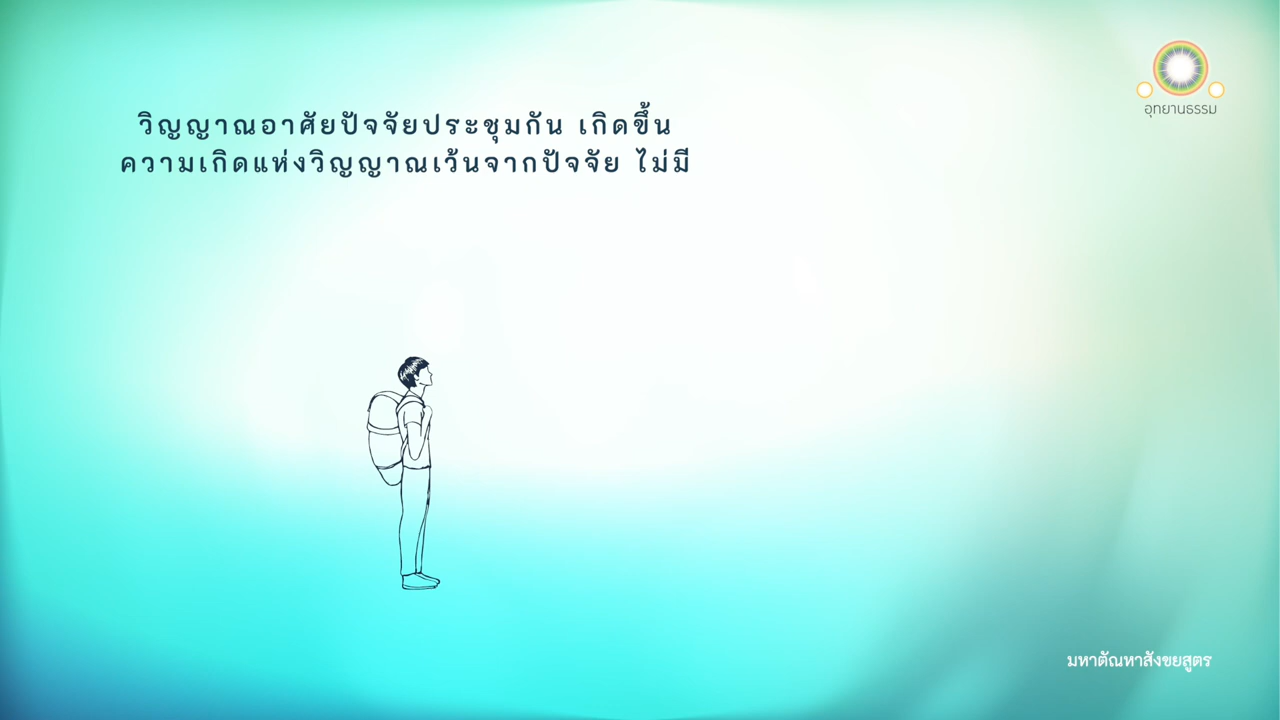 วิญญาณอาศัยปัจจัยประชุมกัน เกิดขึ้น
ความเกิดแห่งวิญญาณเว้นจากปัจจัย ไม่มี
อุทยานธรรม
มหาตัณหาสังขยสูตร